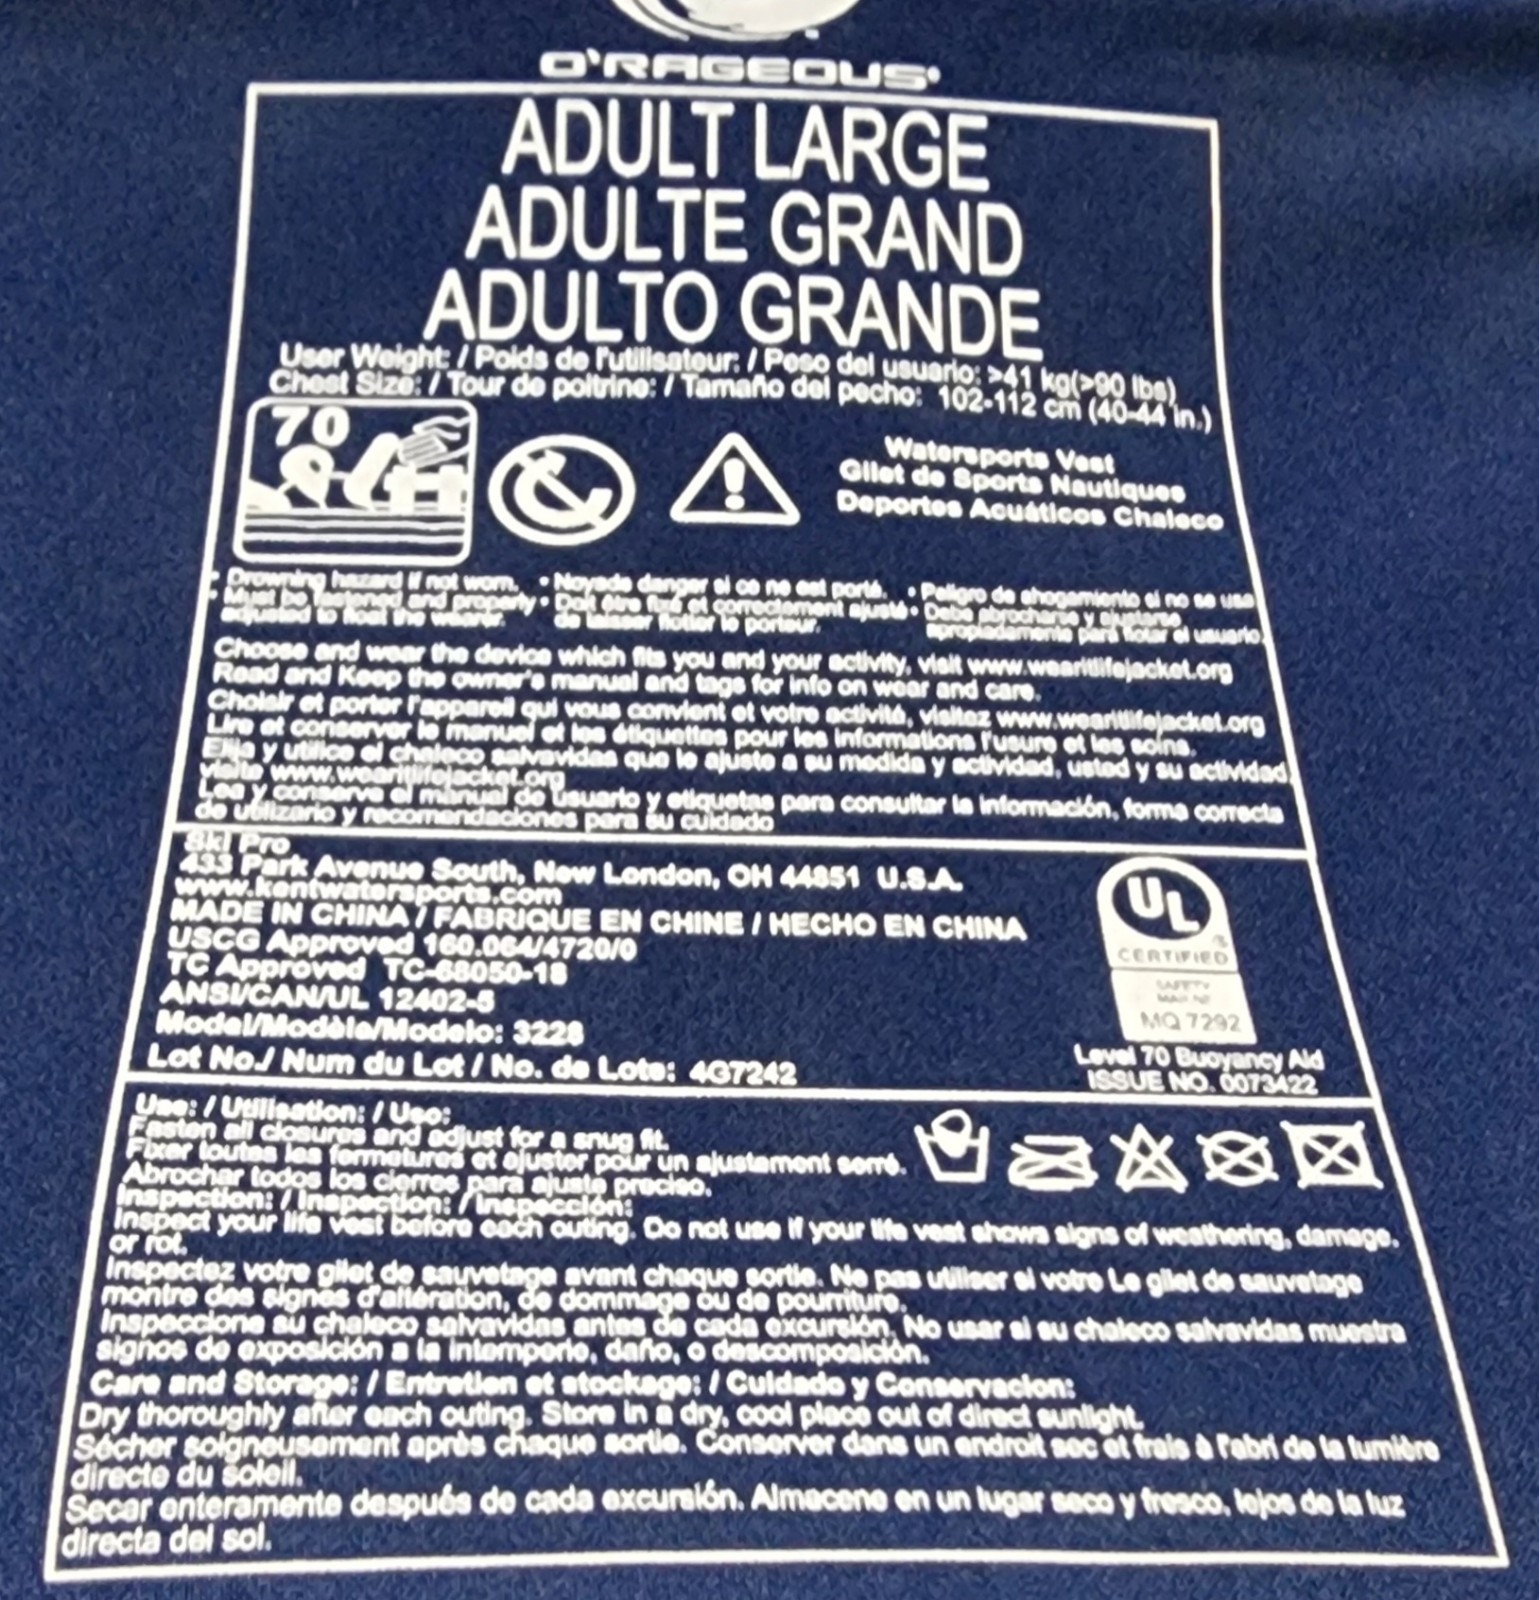 O'RAGEOUS
ADULT LARGE
ADULTE GRAND
ADULTO GRANDE
User Weight: / Poids de l'utilisateur: / Peso del usuario: >41 kg(>90 lbs)
Chest Size: / Tour de poitrine: / Tamaño del pecho: 102-112 cm (40-44 in.)
70
Watersports Vest
Gilet de Sports Nautiques
Deportes Acuáticos Chaleco
• Drowning hazard if not worn.
• Must be fastened and properly
adjusted to float the wearer.
• Noyade danger si ce ne est porté.
• Doit être fixé et correctement ajusté
de laisser flotter le porteur.
• Peligro de ahogamiento si no se usa
• Debe abrocharse y ajustarse
apropiadamente para flotar el usuario.
Choose and wear the device which fits you and your activity, visit www.wearitlifejacket.org
Read and Keep the owner's manual and tags for info on wear and care.
Choisir et porter l'appareil qui vous convient et votre activité, visitez www.wearitlifejacket.org
Lire et conserver le manuel et les étiquettes pour les informations l'usure et les soins.
Elija y utilice el chaleco salvavidas que le ajuste a su medida y actividad, usted y su actividad,
visite www.wearitlifejacket.org
Lea y conserve el manual de usuario y etiquetas para consultar la información, forma correcta
de utilizario y recomendaciones para su cuidado
Ski Pro
433 Park Avenue South, New London, OH 44851 U.S.A.
www.kentwatersports.com
MADE IN CHINA / FABRIQUE EN CHINE / HECHO EN CHINA
USCG Approved 160.064/4720/0
TC Approved TC-68050-18
ANSI/CAN/UL 12402-5
Model/Modèle/Modelo: 3228
Lot No./ Num du Lot / No. de Lote: 4G7242
UL
CERTIFIED
SAFETY
MARINE
MQ 7292
Level 70 Buoyancy Aid
ISSUE NO. 0073422
Use: / Utilisation: / Uso:
Fasten all closures and adjust for a snug fit.
Fixer toutes les fermetures et ajuster pour un ajustement serré.
Abrochar todos los cierres para ajuste preciso.
Inspection: / Inspection: / Inspección:
Inspect your life vest before each outing. Do not use if your life vest shows signs of weathering, damage,
or rot.
Inspectez votre gilet de sauvetage avant chaque sortie. Ne pas utiliser si votre Le gilet de sauvetage
montre des signes d'altération, de dommage ou de pourriture.
Inspeccione su chaleco salvavidas antes de cada excursión. No usar si su chaleco salvavidas muestra
signos de exposición a la intemperie, daño, o descomposición.
Care and Storage: / Entretien et stockage: / Cuidado y Conservacion:
Dry thoroughly after each outing. Store in a dry, cool place out of direct sunlight.
Sécher soigneusement après chaque sortie. Conserver dans un endroit sec et frais à l'abri de la lumière
directe du soleil.
Secar enteramente después de cada excursión. Almacene en un lugar seco y fresco, lejos de la luz
directa del sol.